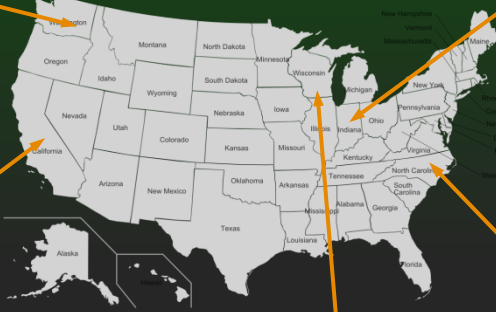 New Hampshire
Vermont
Massachusetts
Washington
Montana
North Dakota
Minnesota
Maine
Oregon
Idaho
South Dakota
Wisconsin
Michigan
New York
Wyoming
Nebraska
Iowa
Pennsylvania
Nevada
Utah
Colorado
Kansas
Missouri
Illinois
Indiana
Ohio
California
Kentucky
Virginia
Arizona
New Mexico
Oklahoma
Arkansas
Tennessee
North Carolina
South
Carolina
Texas
Louisiana
Mississippi
Alabama
Georgia
Florida
Alaska
Hawaii